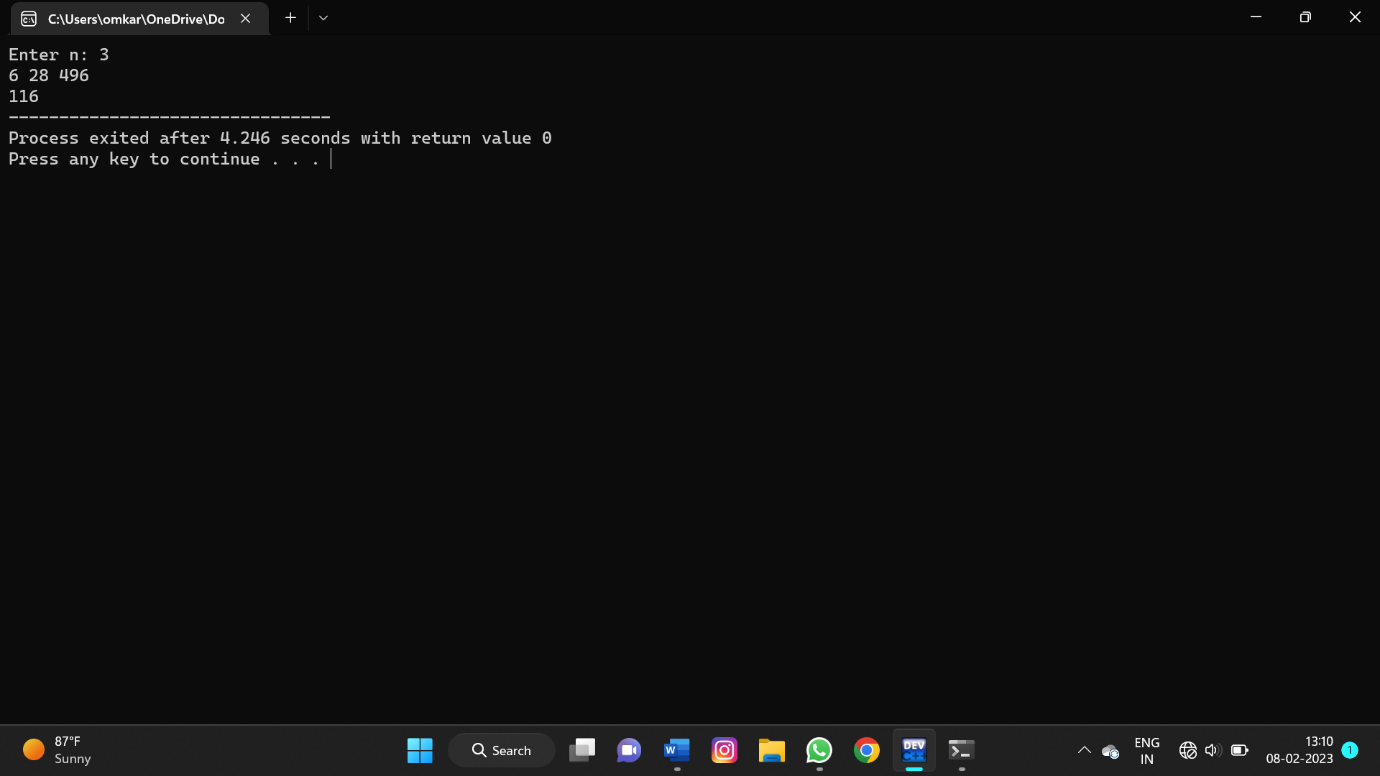 C:\Users\omkar\OneDrive\Do
Enter n: 3
6 28 496
116
--------------------------------
Process exited after 4.246 seconds with return value 0
Press any key to continue . . .
87°F
Sunny
Search
DEV
ENG
IN
13:10
08-02-2023
1